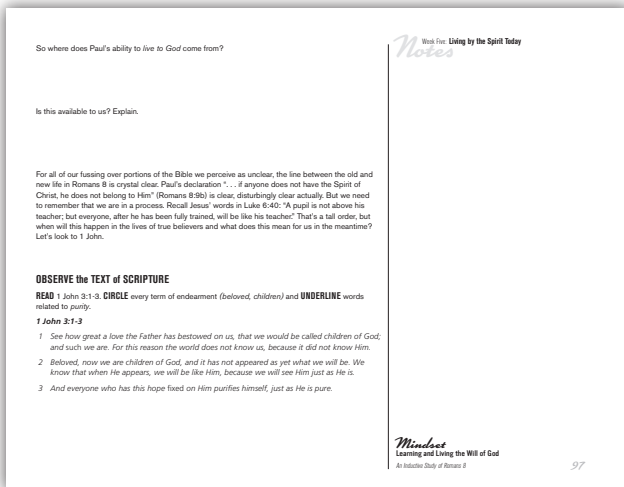 So where does Paul's ability to live to God come from?
Is this available to us? Explain.
For all of our fussing over portions of the Bible we perceive as unclear, the line between the old and
new life in Romans 8 is crystal clear. Paul's declaration ". . . if anyone does not have the Spirit of
Christ, he does not belong to Him" (Romans 8:9b) is clear, disturbingly clear actually. But we need
to remember that we are in a process. Recall Jesus' words in Luke 6:40: "A pupil is not above his
teacher; but everyone, after he has been fully trained, will be like his teacher." That's a tall order, but
when will this happen in the lives of true believers and what does this mean for us in the meantime?
Let's look to 1 John.
OBSERVE the TEXT of SCRIPTURE
READ 1 John 3:1-3. CIRCLE every term of endearment (beloved, children) and UNDERLINE words
related to purity.
1 John 3:1-3
1 See how great a love the Father has bestowed on us, that we would be called children of God;
and such we are. For this reason the world does not know us, because it did not know Him.
2 Beloved, now we are children of God, and it has not appeared as yet what we will be. We
know that when He appears, we will be like Him, because we will see Him just as He is.
3 And everyone who has this hope fixed on Him purifies himself, just as He is pure.
Week Five: Living by the Spirit Today
Notes
Mindset
Learning and Living the Will of God
An Inductive Study of Romans 8
97